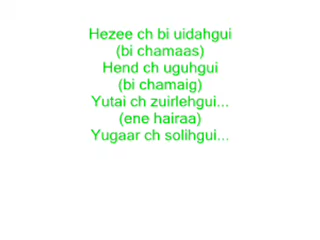 Hezee ch bi uidahgui
(bi chamaas)
Hend ch uguhgui
(bi chamaig)
Yutai ch zuirlehgui...
(ene hairaa)
Yugaar ch solihgui...